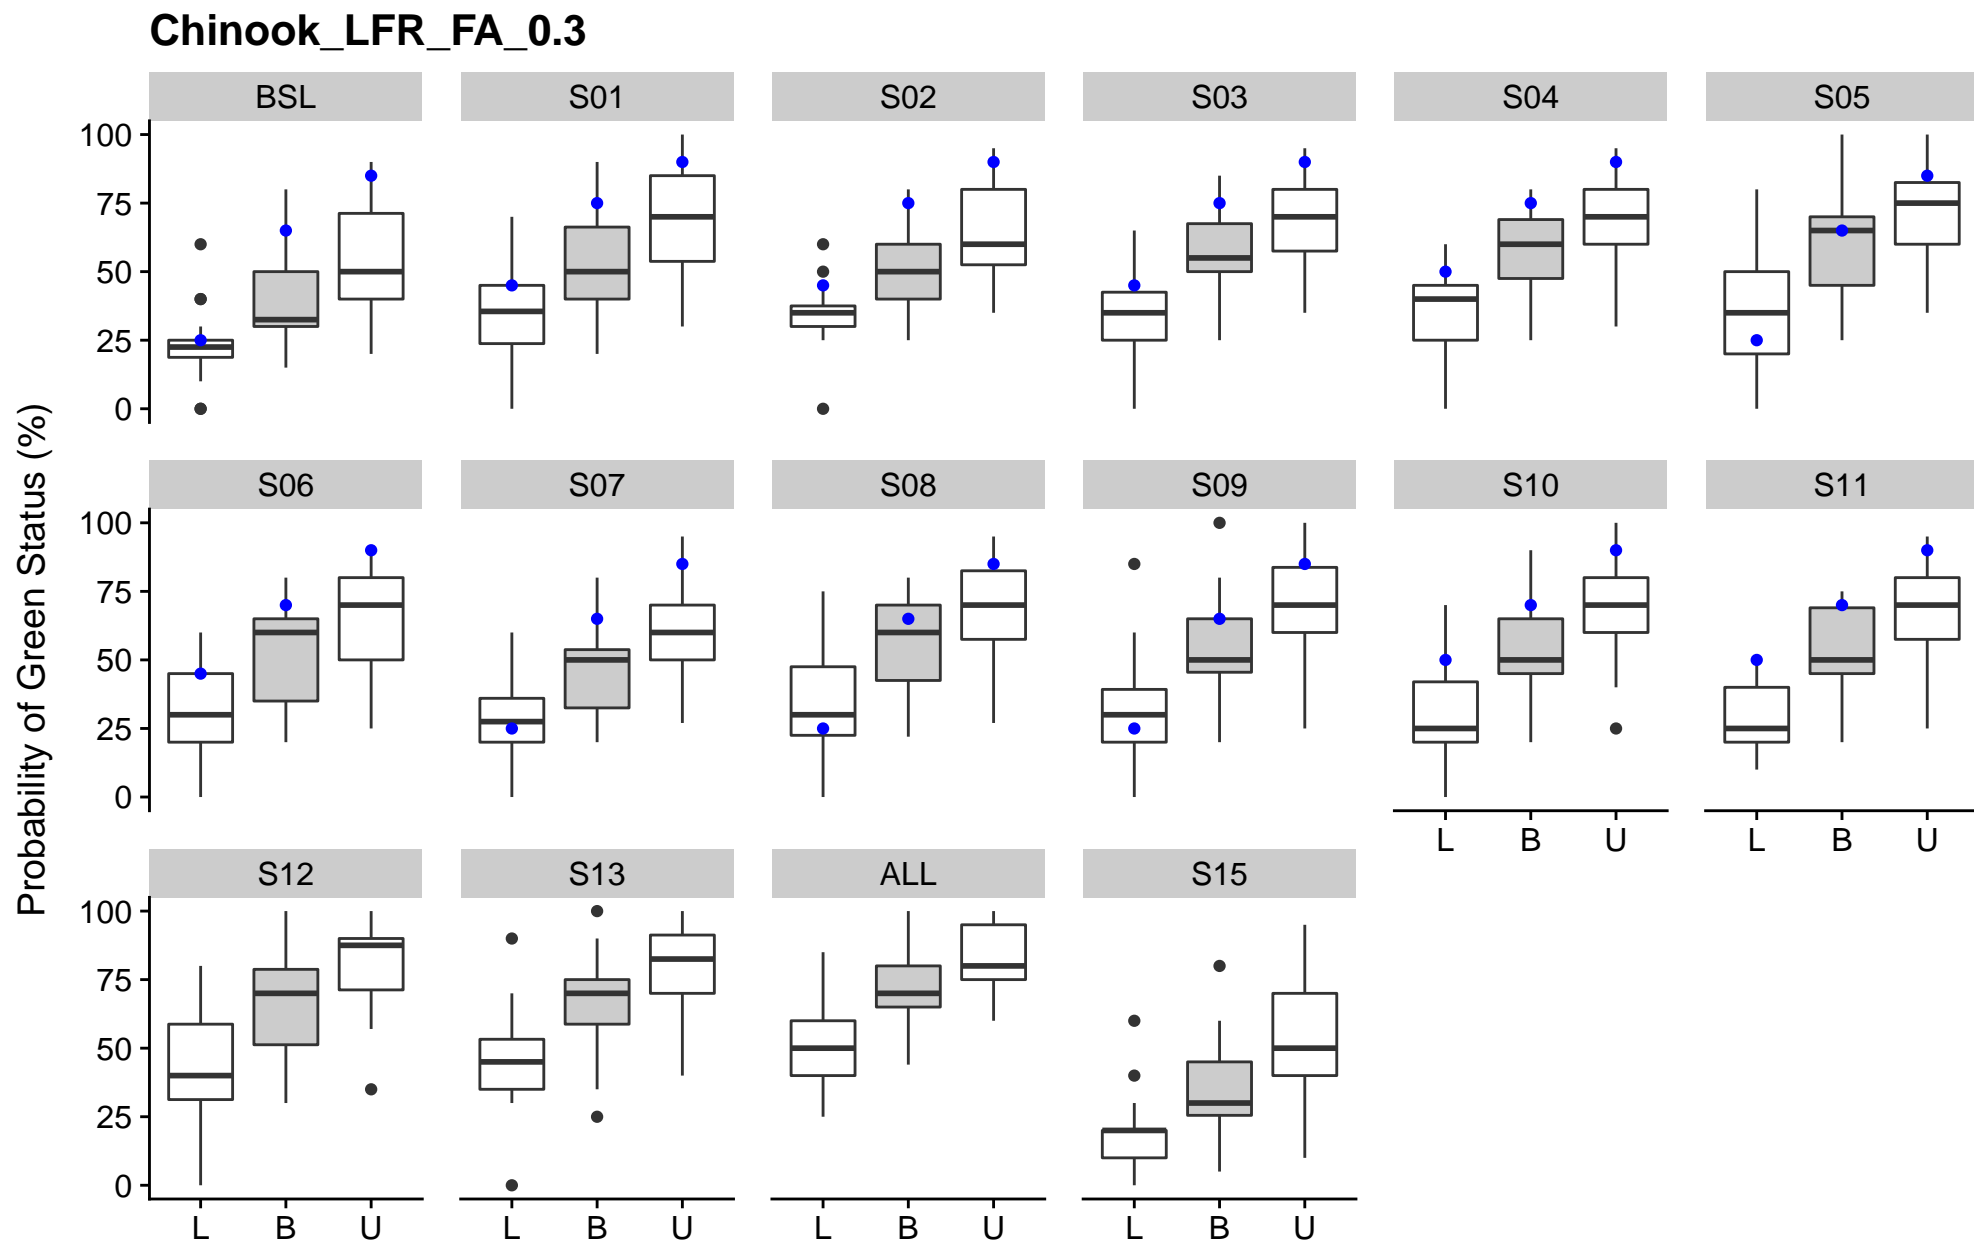 Chinook_LFR_FA_0.3
BSL S01 S02 S03 S04 S05
100
75
50
25
0
Probability of Green Status (%)
S06 S07 S08 S09 S10 S11
100
75
50
25
0
L B U L B U
S12 S13 ALL S15
100
75
50
25
0
L B U L B U L B U L B U